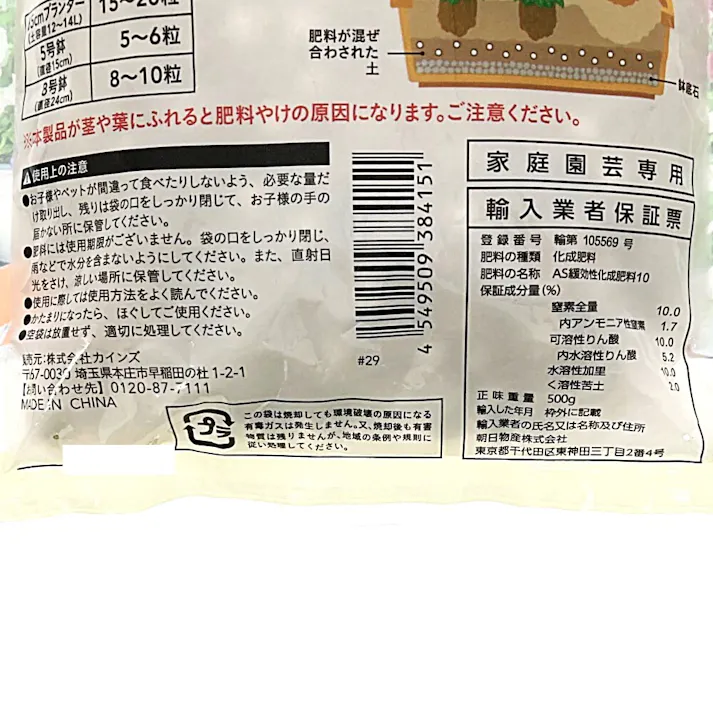 15cmプランター
(土容量12〜14L)
5号鉢
(直径15cm)
5〜6粒
8号鉢
(直径24cm)
8〜10粒
肥料が混ぜ
合わされた
土
鉢底石
※本製品が茎や葉にふれると肥料やけの原因になります。ご注意ください。
使用上の注意
●お子様やペットが間違って食べたりしないよう、必要な量だ
け取り出し、残りは袋の口をしっかり閉じて、お子様の手の
届かない所に保管してください。
●肥料には使用期限がございません。袋の口をしっかり閉じ、
雨などで水分を含まないようにしてください。また、直射日
光をさけ、涼しい場所に保管してください。
●使用に際しては使用方法をよく読んでください。
●かたまりになったら、ほぐしてご使用ください。
●空袋は放置せず、適切に処理してください。
販売元:株式会社カインズ
〒67-0030 埼玉県本庄市早稲田の杜 1-2-1
【お問い合わせ先】0120-87-7111
MADE IN CHINA
4 549509 384151
#29
プラ
この袋は焼却しても環境破壊の原因になる
有毒ガスは発生しません。又、焼却後も有害
物質は残りませんが、地域の条例や規則に
従い処理してください。
家庭園芸専用
輸入業者保証票
登録番号 輸第 105569 号
肥料の種類 化成肥料
肥料の名称 AS緩効性化成肥料10
保証成分量(%)
窒素全量 10.0
内アンモニア性窒素 1.7
可溶性りん酸 10.0
内水溶性りん酸 5.2
水溶性加里 10.0
く溶性苦土 2.0
正味重量 500g
輸入した年月 枠外に記載
輸入業者の氏名又は名称及び住所
朝日物産株式会社
東京都千代田区東神田三丁目2番4号